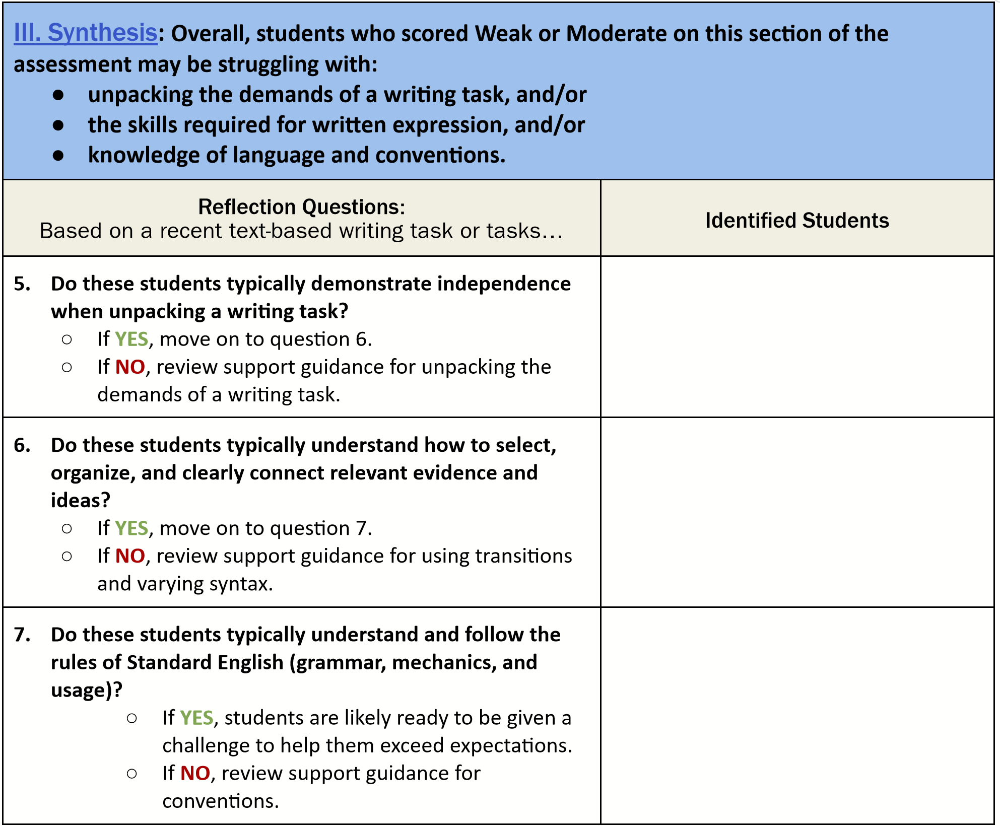 III. Synthesis: Overall, students who scored Weak or Moderate on this section of the
assessment may be struggling with:
● unpacking the demands of a writing task, and/or
● the skills required for written expression, and/or
● knowledge of language and conventions.
Reflection Questions:
Based on a recent text-based writing task or tasks...
Identified Students
5. Do these students typically demonstrate independence
when unpacking a writing task?
○ If YES, move on to question 6.
○ If NO, review support guidance for unpacking the
demands of a writing task.
6. Do these students typically understand how to select,
organize, and clearly connect relevant evidence and
ideas?
○ If YES, move on to question 7.
○ If NO, review support guidance for using transitions
and varying syntax.
7. Do these students typically understand and follow the
rules of Standard English (grammar, mechanics, and
usage)?
○ If YES, students are likely ready to be given a
challenge to help them exceed expectations.
○ If NO, review support guidance for
conventions.